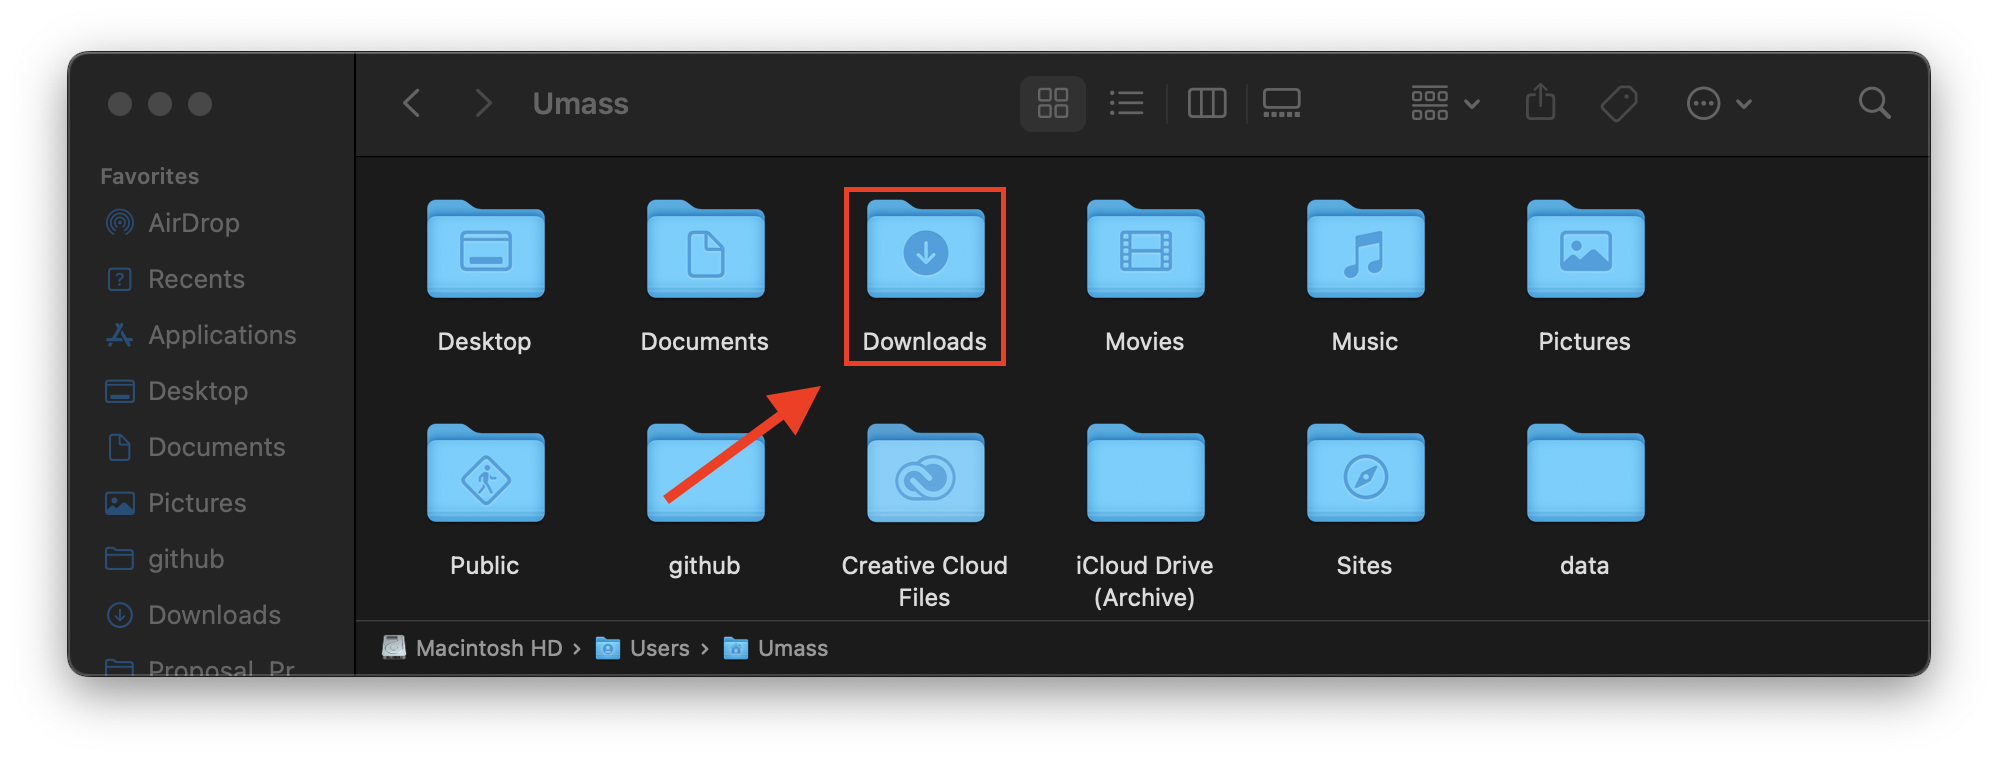 Umass
Favorites
AirDrop
Recents
Applications
Desktop
Documents
Pictures
github
Downloads
Proposal_Pr
Desktop
Documents
Downloads
Movies
Music
Pictures
Public
github
Creative Cloud
Files
iCloud Drive
(Archive)
Sites
data
Macintosh HD › Users › Umass